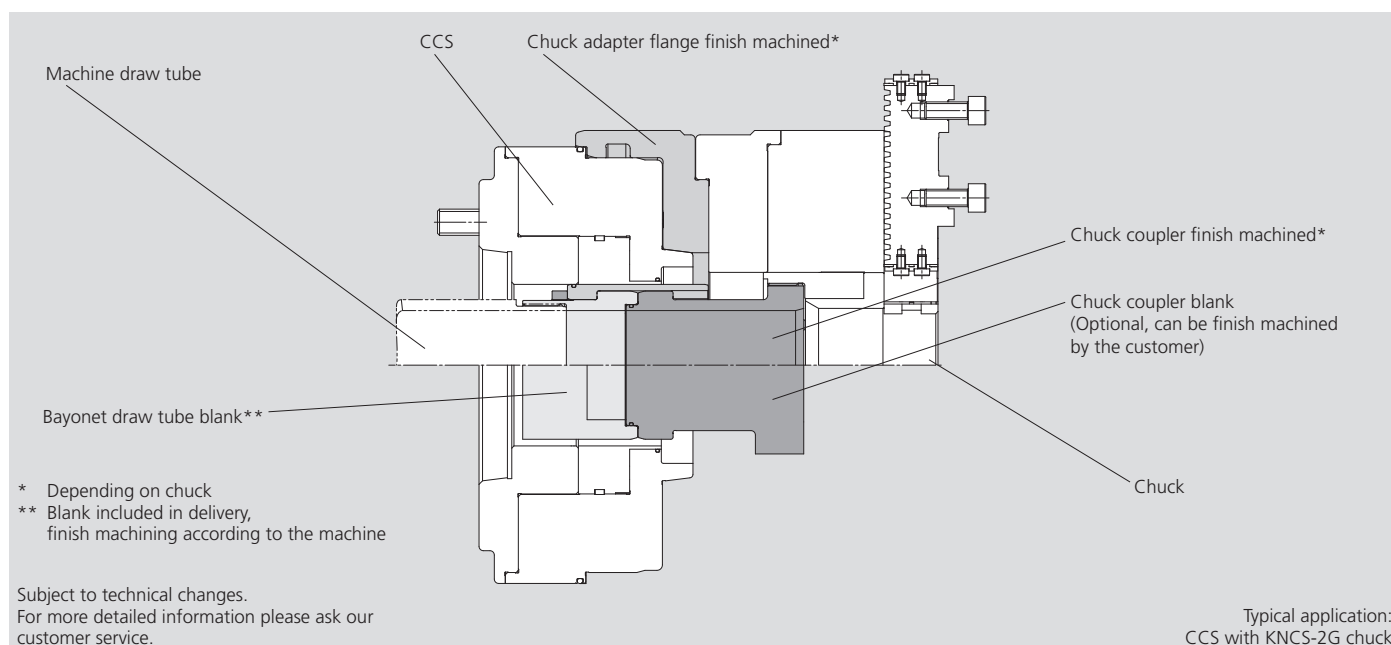 CCS
Chuck adapter flange finish machined*
Machine draw tube
Chuck coupler finish machined*
Chuck coupler blank
(Optional, can be finish machined
by the customer)
Bayonet draw tube blank**
Chuck
* Depending on chuck
** Blank included in delivery,
finish machining according to the machine
Subject to technical changes.
For more detailed information please ask our
customer service.
Typical application:
CCS with KNCS-2G chuck